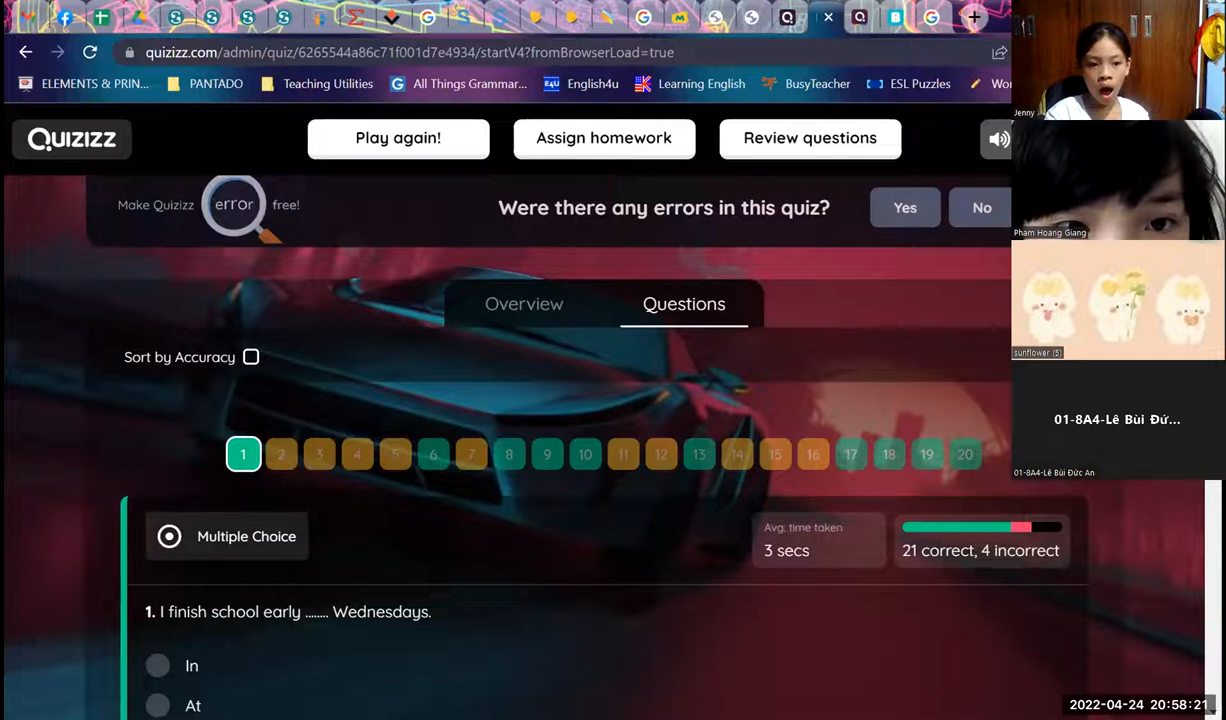 quizizz.com/admin/quiz/6265544a86c71f001d7e4934/startV4?fromBrowserLoad=true
ELEMENTS & PRIN... PANTADO Teaching Utilities All Things Grammar... English4u Learning English BusyTeacher ESL Puzzles Wor
Quizizz Play again! Assign homework Review questions
Make Quizizz error free! Were there any errors in this quiz? Yes No
Overview Questions
Sort by Accuracy
1 2 3 4 5 6 7 8 9 10 11 12 13 14 15 16 17 18 19 20
Multiple Choice
Avg. time taken
3 secs
21 correct, 4 incorrect
1. I finish school early ........ Wednesdays.
In
At
Jenny
Pham Hoang Giang
sunflower (5)
01-8A4-Lê Bùi Đứ...
01-8A4-Lê Bùi Đức An
2022-04-24 20:58:21